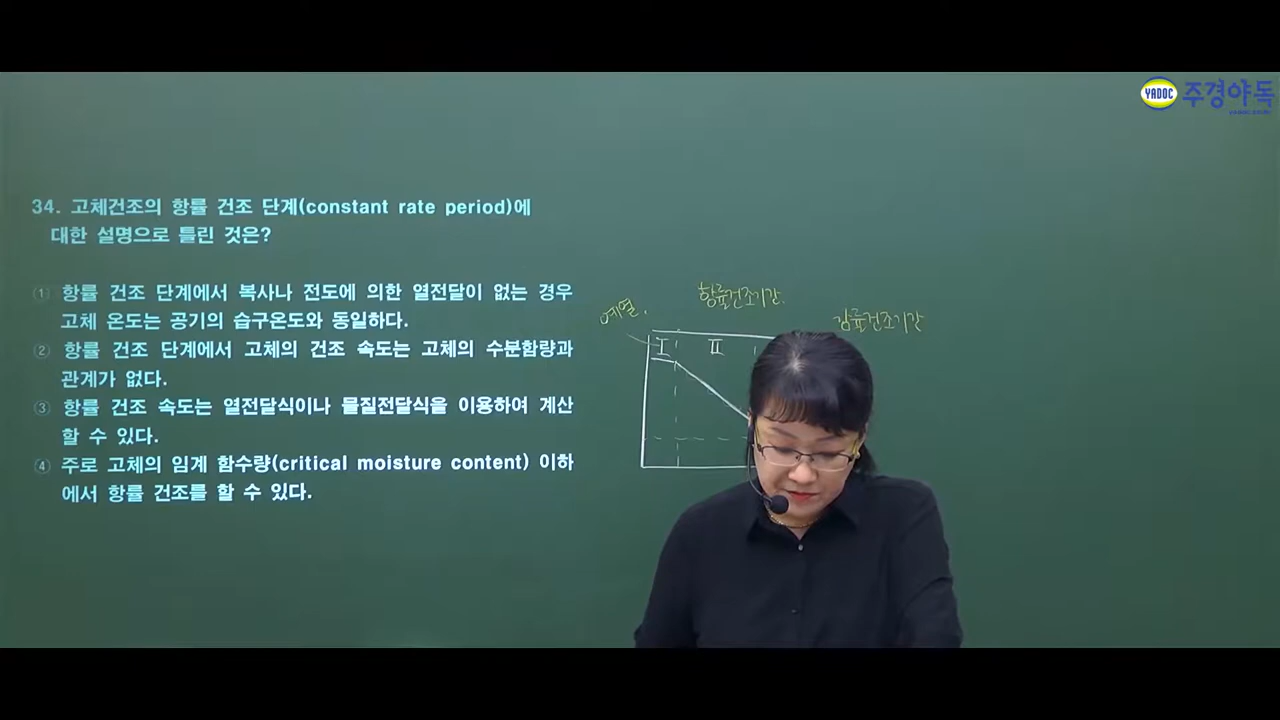 YADOC 주경야독
34. 고체건조의 항률 건조 단계(constant rate period)에
대한 설명으로 틀린 것은?
① 항률 건조 단계에서 복사나 전도에 의한 열전달이 없는 경우
고체 온도는 공기의 습구온도와 동일하다.
② 항률 건조 단계에서 고체의 건조 속도는 고체의 수분함량과
관계가 없다.
③ 항률 건조 속도는 열전달식이나 물질전달식을 이용하여 계산
할 수 있다.
④ 주로 고체의 임계 함수량(critical moisture content) 이하
에서 항률 건조를 할 수 있다.
예열.
항률건조기간.
감률건조기간
I
II